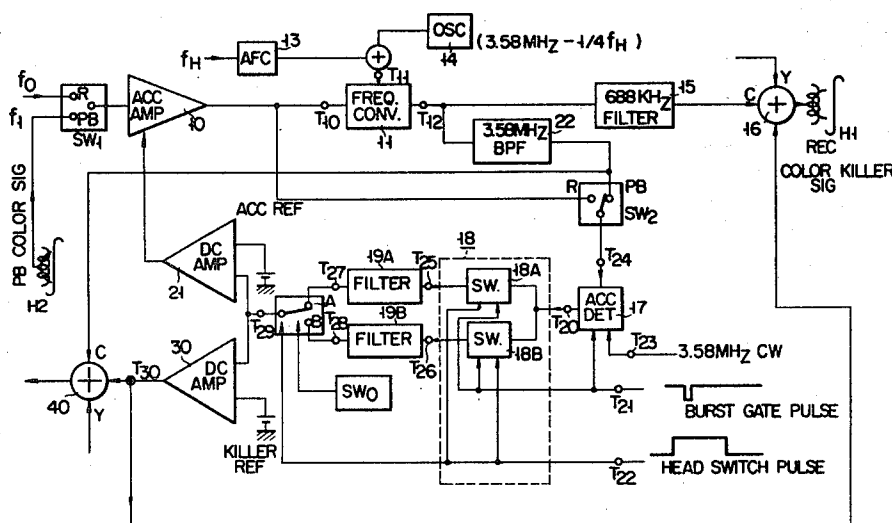 OSC
14
(3.58MHZ-1/4fH)
fH
AFC
13
T11
fO
f1
R
PB
SW1
ACC
AMP
10
T10
FREQ.
CONV.
11
T12
688KHZ
FILTER
15
3.58MHZ
BPF
22
Y
C
16
H1
REC
COLOR KILLER
SIG
R
PB
SW2
PB COLOR SIG
H2
ACC REF
DC
AMP
21
T24
18
19A
T27
FILTER
T25
SW.
18A
A
B
T29
19B
T28
FILTER
T26
SW.
18B
T20
ACC
DET
17
T23
3.58MHZ CW
C
T30
30
DC
AMP
40
Y
SWO
KILLER
REF
T21
BURST GATE PULSE
T22
HEAD SWITCH PULSE